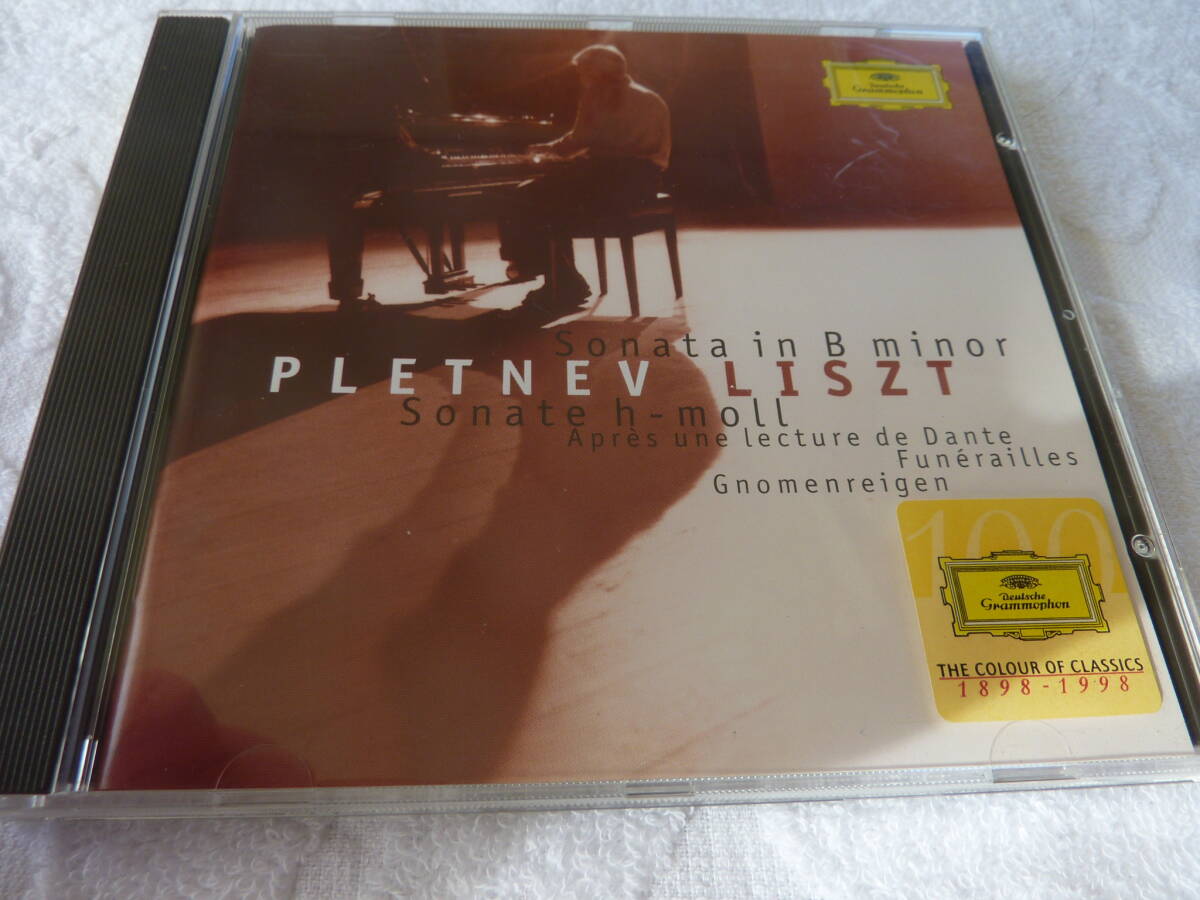 Deutsche
Grammophon
Sonata in B minor
PLETNEV LISZT
Sonate h-moll
Après une lecture de Dante
Funérailles
Gnomenreigen
100
Deutsche
Grammophon
THE COLOUR OF CLASSICS
1898-1998